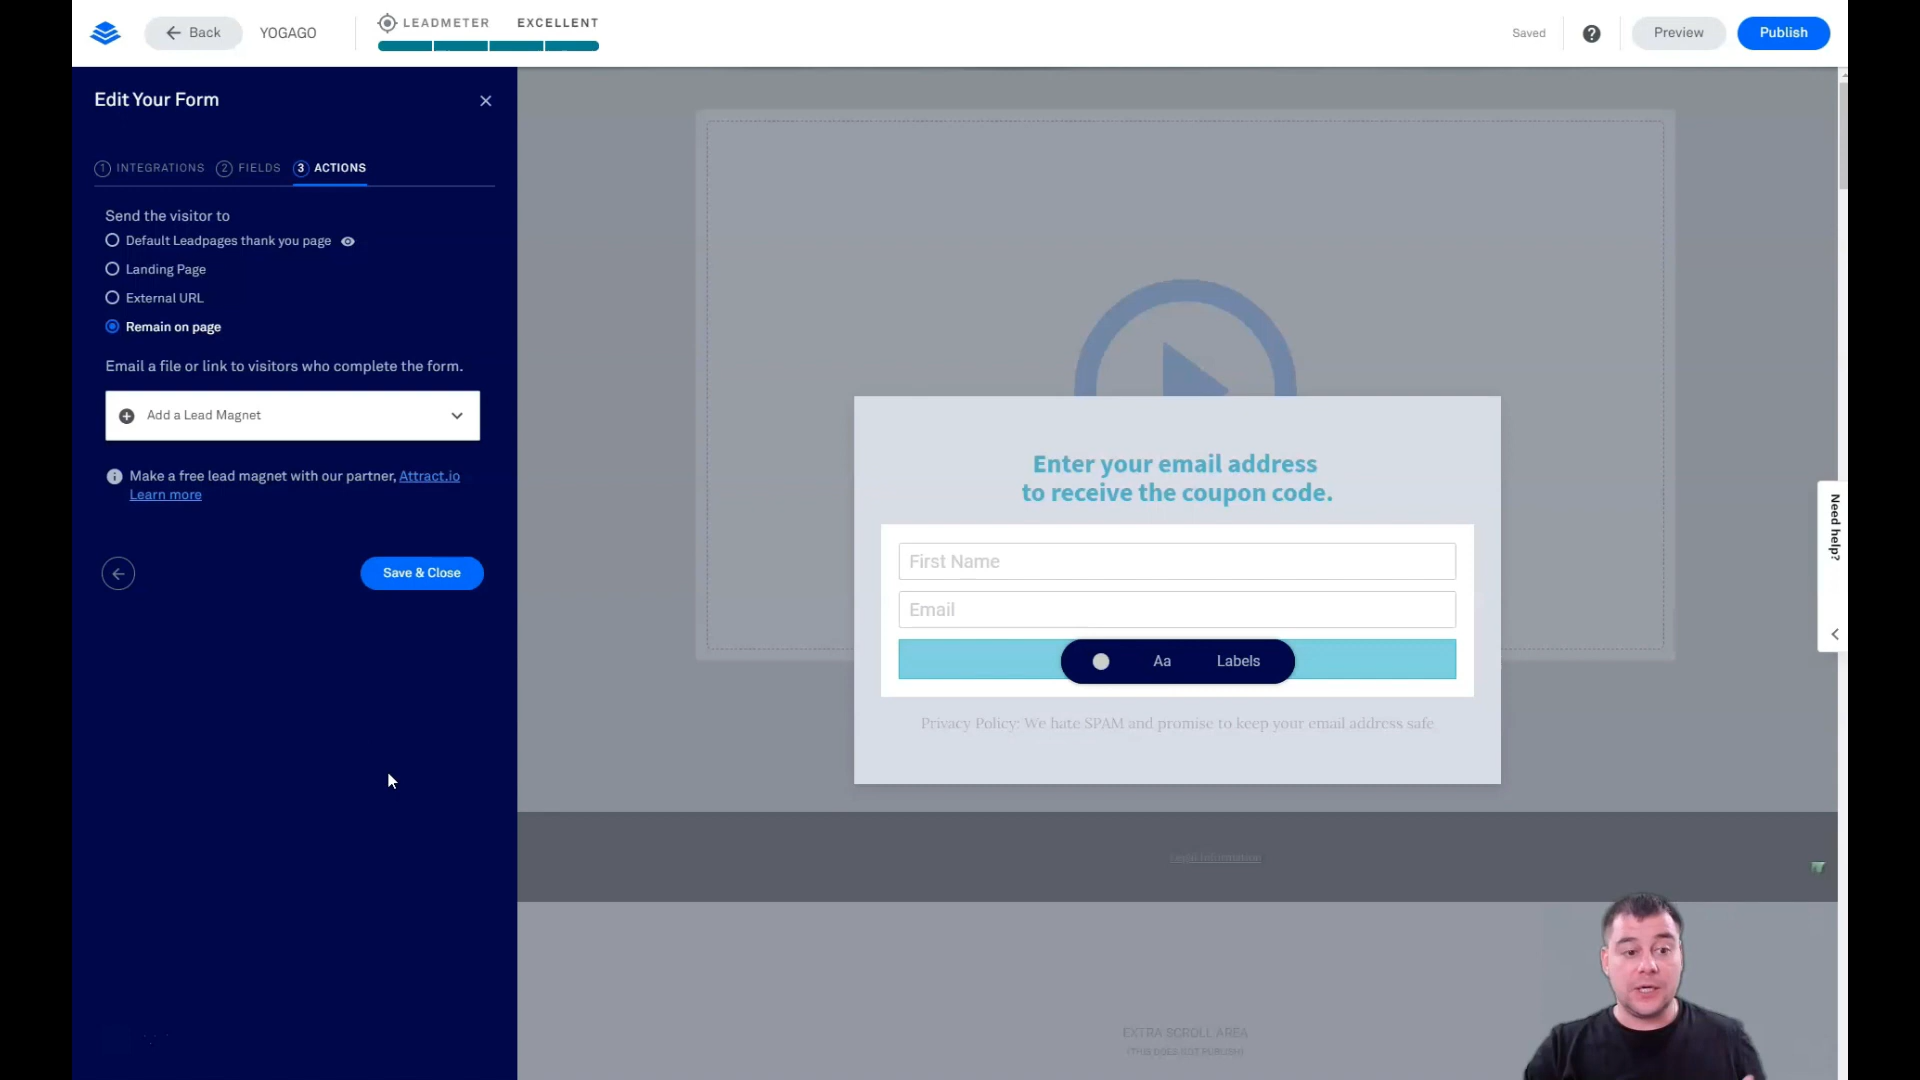 Back
YOGAGO
LEADMETER EXCELLENT
Saved
?
Preview
Publish
Edit Your Form
1 INTEGRATIONS 2 FIELDS 3 ACTIONS
Send the visitor to
Default Leadpages thank you page
Landing Page
External URL
Remain on page
Email a file or link to visitors who complete the form.
Add a Lead Magnet
Make a free lead magnet with our partner, Attract.io
Learn more
Save & Close
Enter your email address
to receive the coupon code.
First Name
Email
Aa Labels
Privacy Policy: We hate SPAM and promise to keep your email address safe
Need help?
Legal Information
EXTRA SCROLL AREA
(THIS DOES NOT PUBLISH)